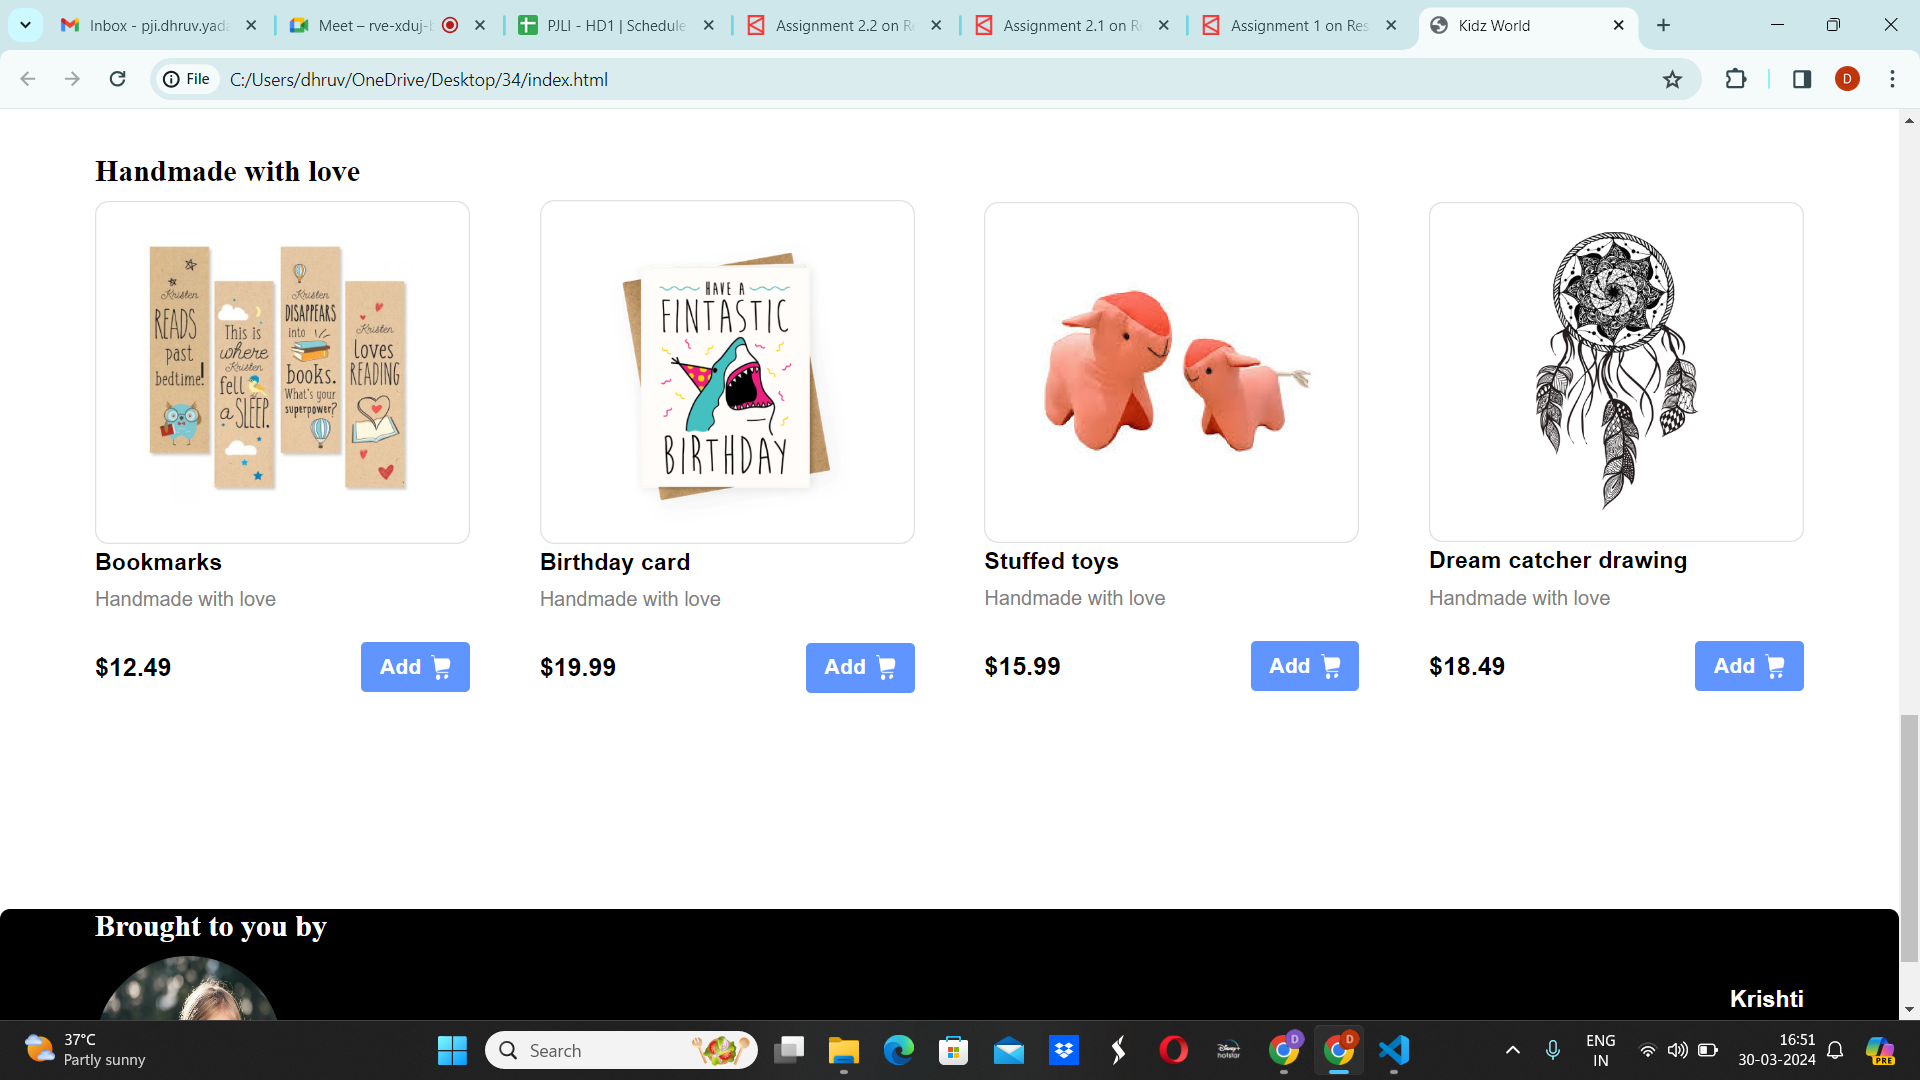 Inbox - pji.dhruv.yada
Meet – rve-xduj-
PJLI - HD1 | Schedule
Assignment 2.2 on R
Assignment 2.1 on R
Assignment 1 on Res
Kidz World
File
C:/Users/dhruv/OneDrive/Desktop/34/index.html
D
Handmade with love
Kristen
READS
past
bedtime!
This is
where
Kristen
fell
a SLEEP.
Kristen
DISAPPEARS
into
books.
What's your
superpower?
Kristen
loves
READING
HAVE A
FINTASTIC
BIRTHDAY
Bookmarks
Handmade with love
$12.49
Add
Birthday card
Handmade with love
$19.99
Add
Stuffed toys
Handmade with love
$15.99
Add
Dream catcher drawing
Handmade with love
$18.49
Add
Brought to you by
Krishti
37°C
Partly sunny
Search
Disney+
hotstar
D
D
ENG
IN
16:51
30-03-2024
PRE